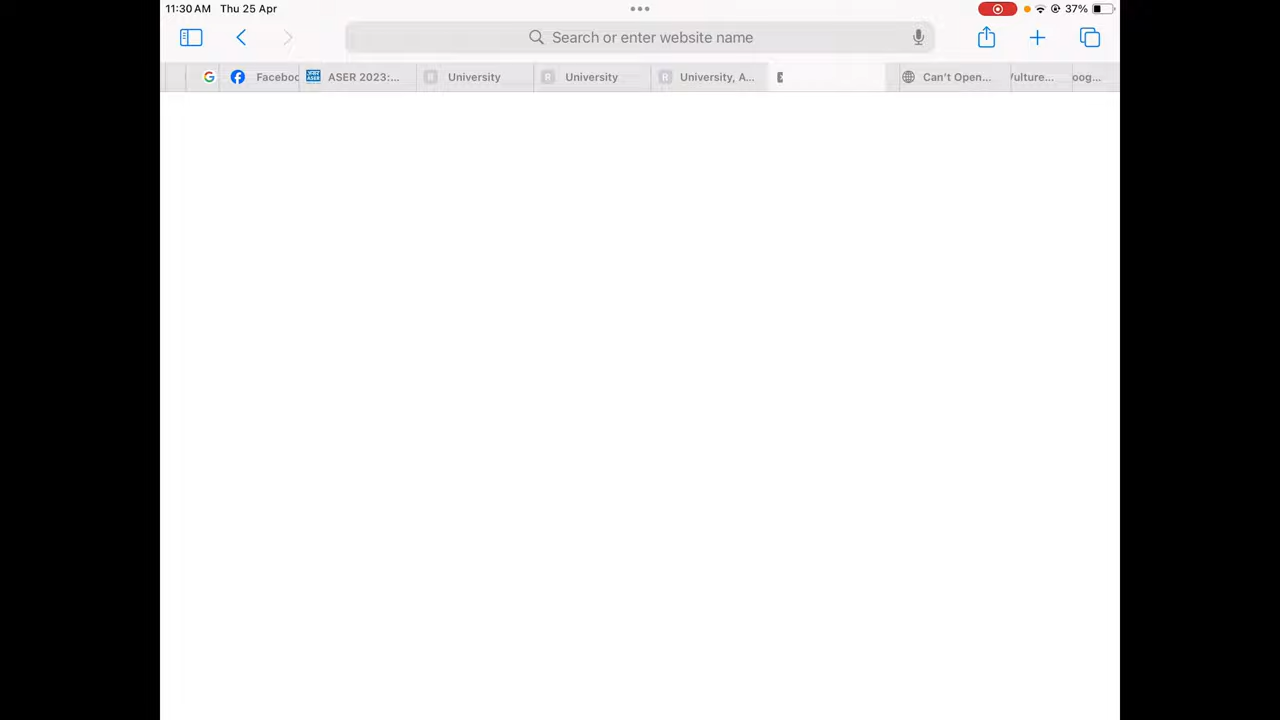 11:30 AM Thu 25 Apr 37%
Search or enter website name
G Faceboo ASER 2023:... R University R University R University, A... Can't Open... Vulture... oog...